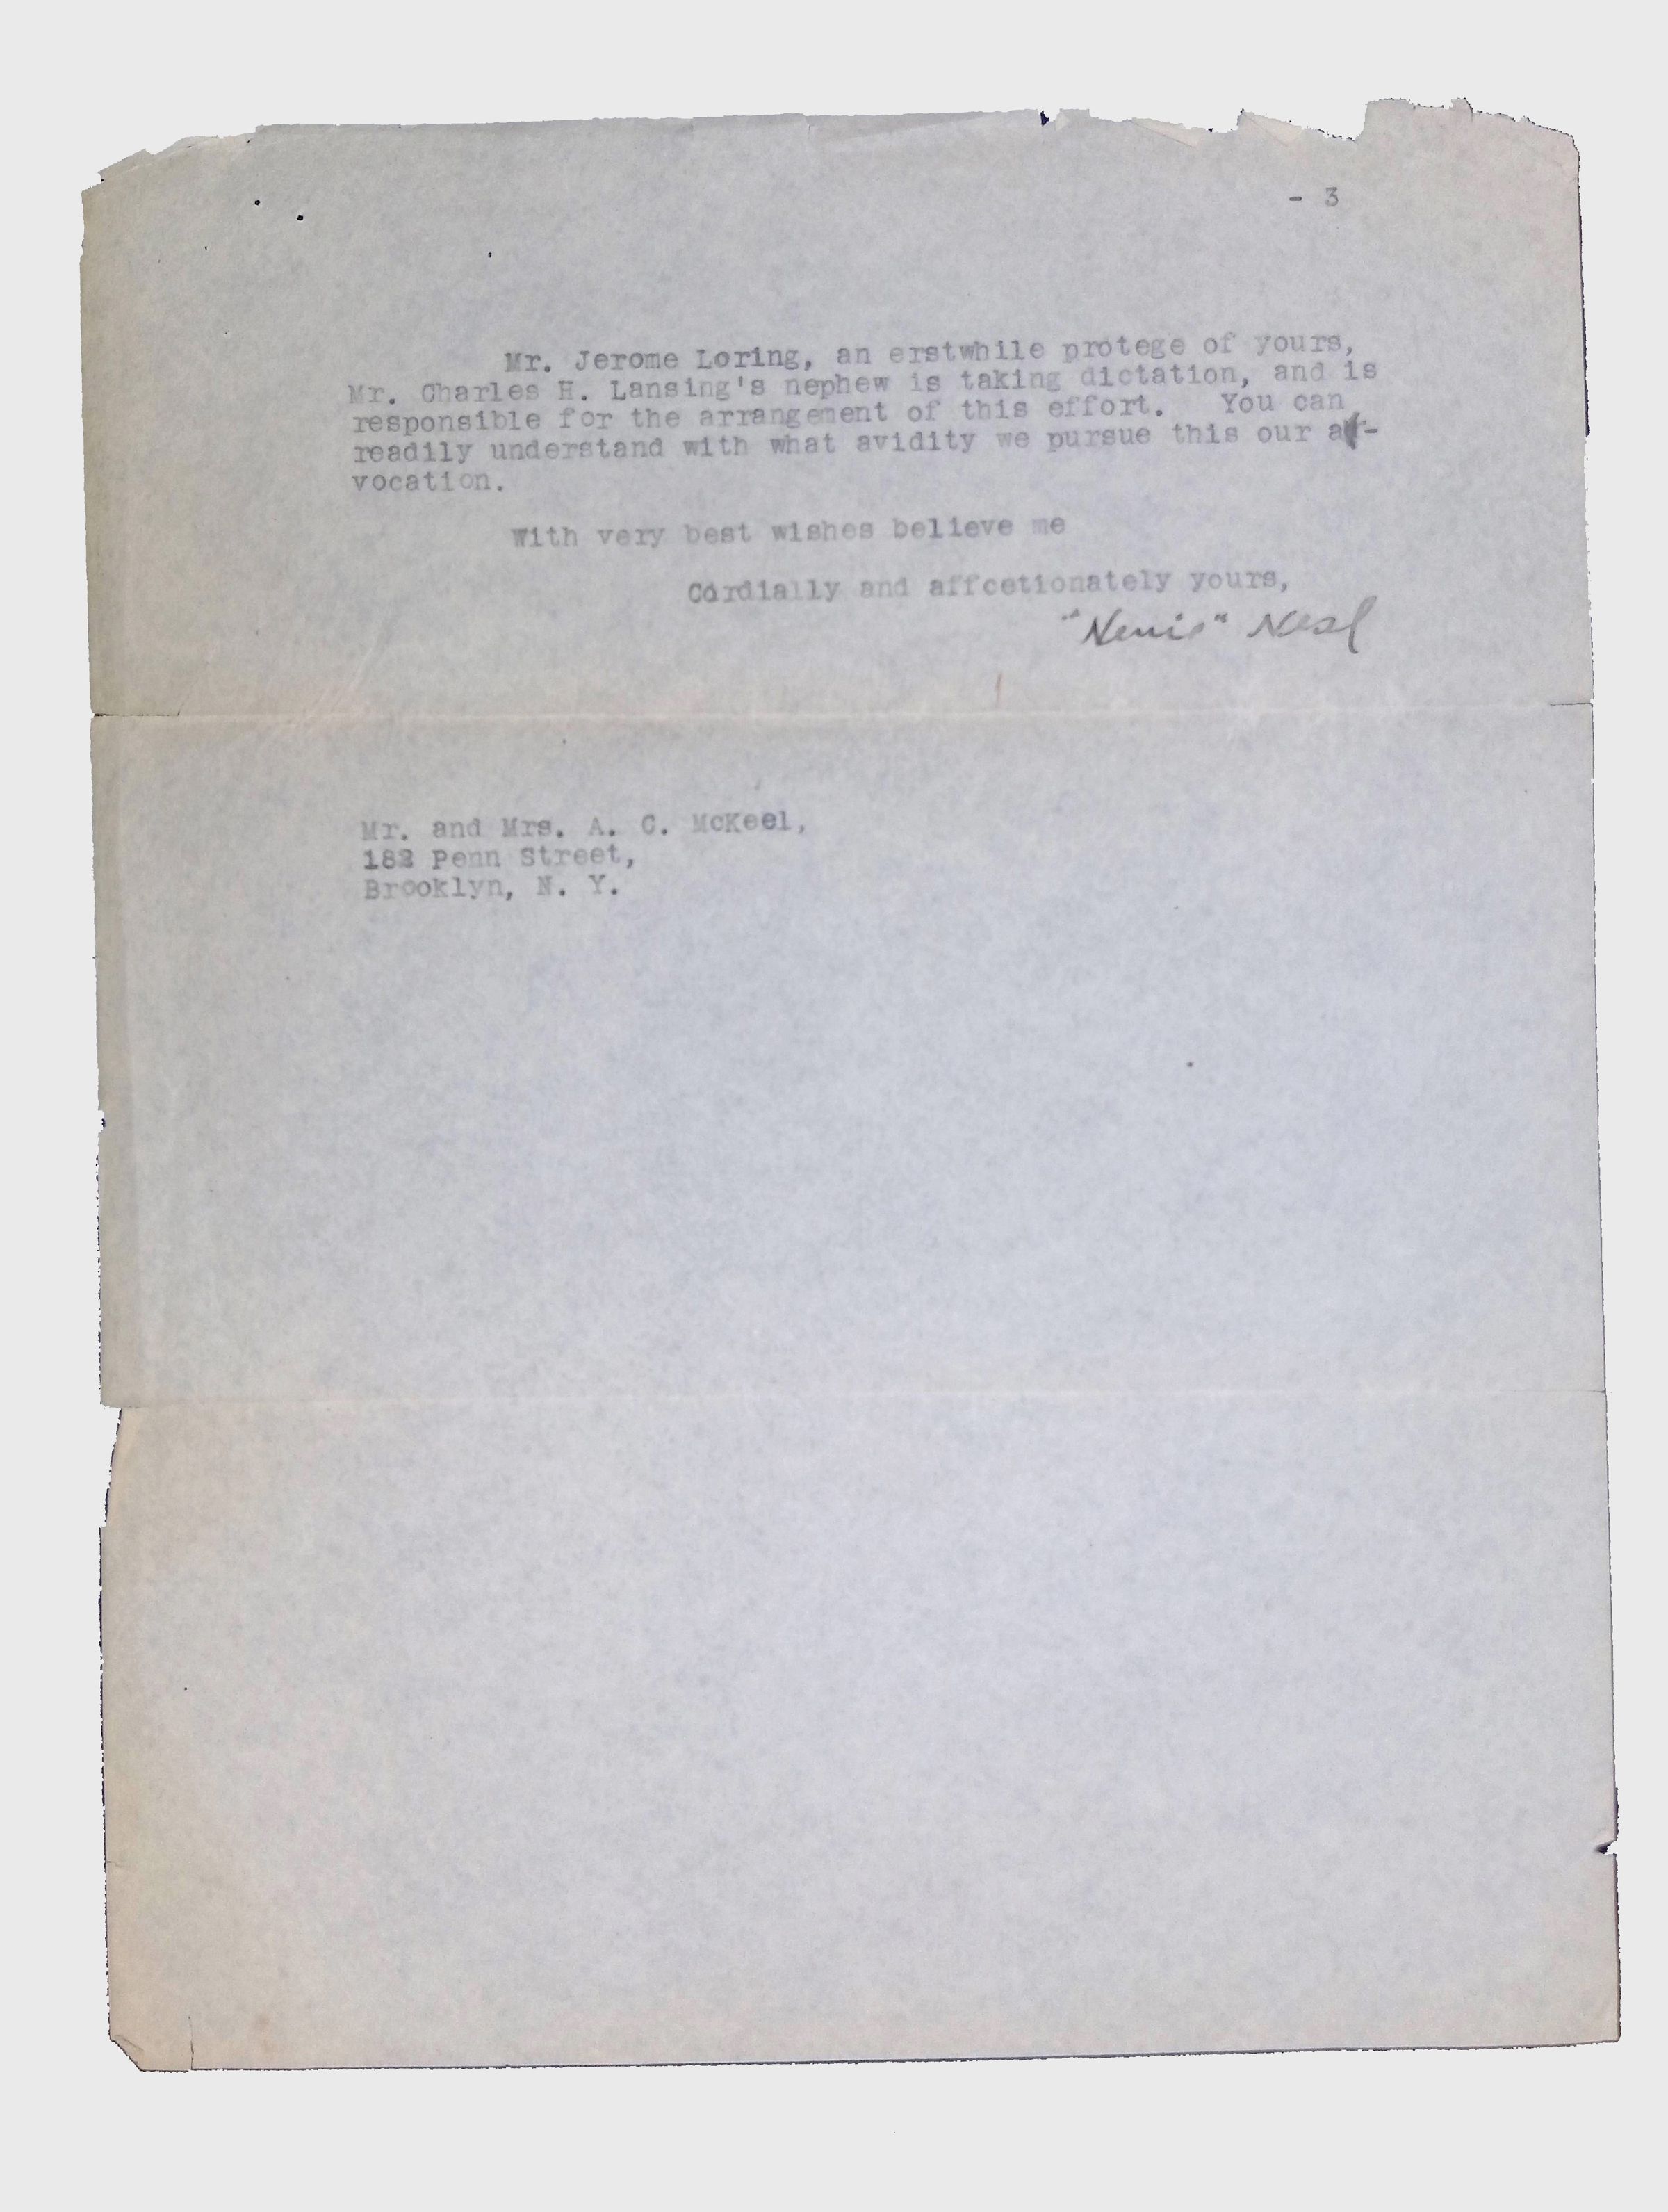 - 3
Mr. Jerome Loring, an erstwhile protege of yours,
Mr. Charles H. Lansing's nephew is taking dictation, and is
responsible for the arrangement of this effort. You can
readily understand with what avidity we pursue this our a-
vocation.
With very best wishes believe me
Cordially and affcetionately yours,
Neal
Mr. and Mrs. A. C. McKeel,
182 Penn Street,
Brooklyn, N. Y.